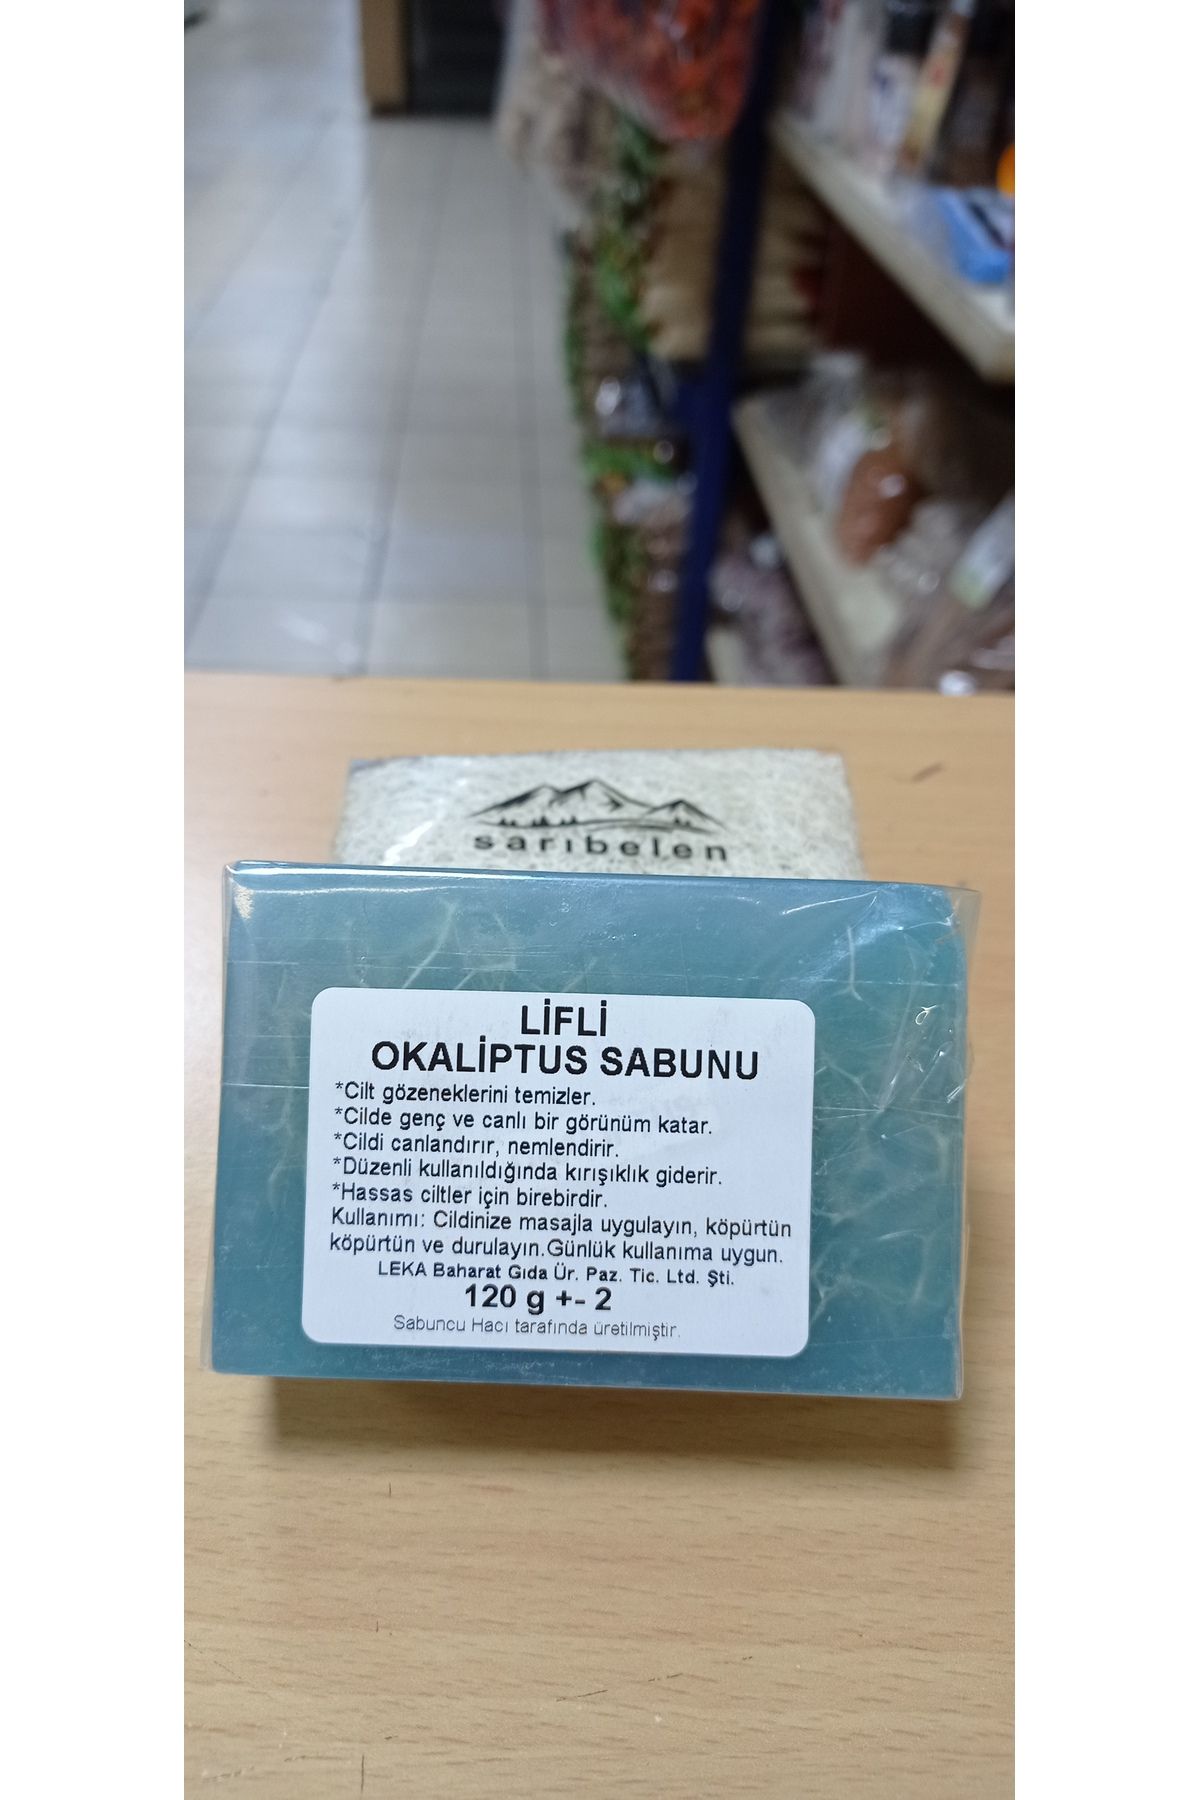 sarıbelen
LİFLİ
OKALİPTUS SABUNU
*Cilt gözeneklerini temizler.
*Cilde genç ve canlı bir görünüm katar.
*Cildi canlandırır, nemlendirir.
*Düzenli kullanıldığında kırışıklık giderir.
*Hassas ciltler için birebirdir.
Kullanımı: Cildinize masajla uygulayın, köpürtün
köpürtün ve durulayın.Günlük kullanıma uygun.
LEKA Baharat Gıda Ür. Paz. Tic. Ltd. Şti.
120 g +- 2
Sabuncu Hacı tarafında üretilmiştir.